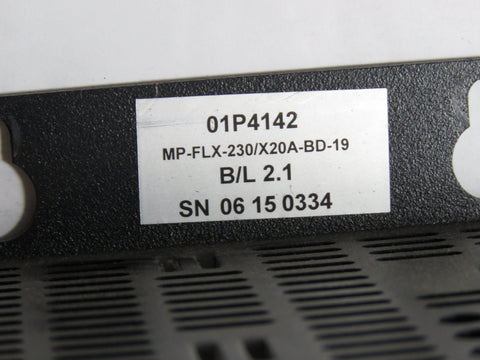 01P4142
MP-FLX-230/X20A-BD-19
B/L 2.1
SN 06 15 0334